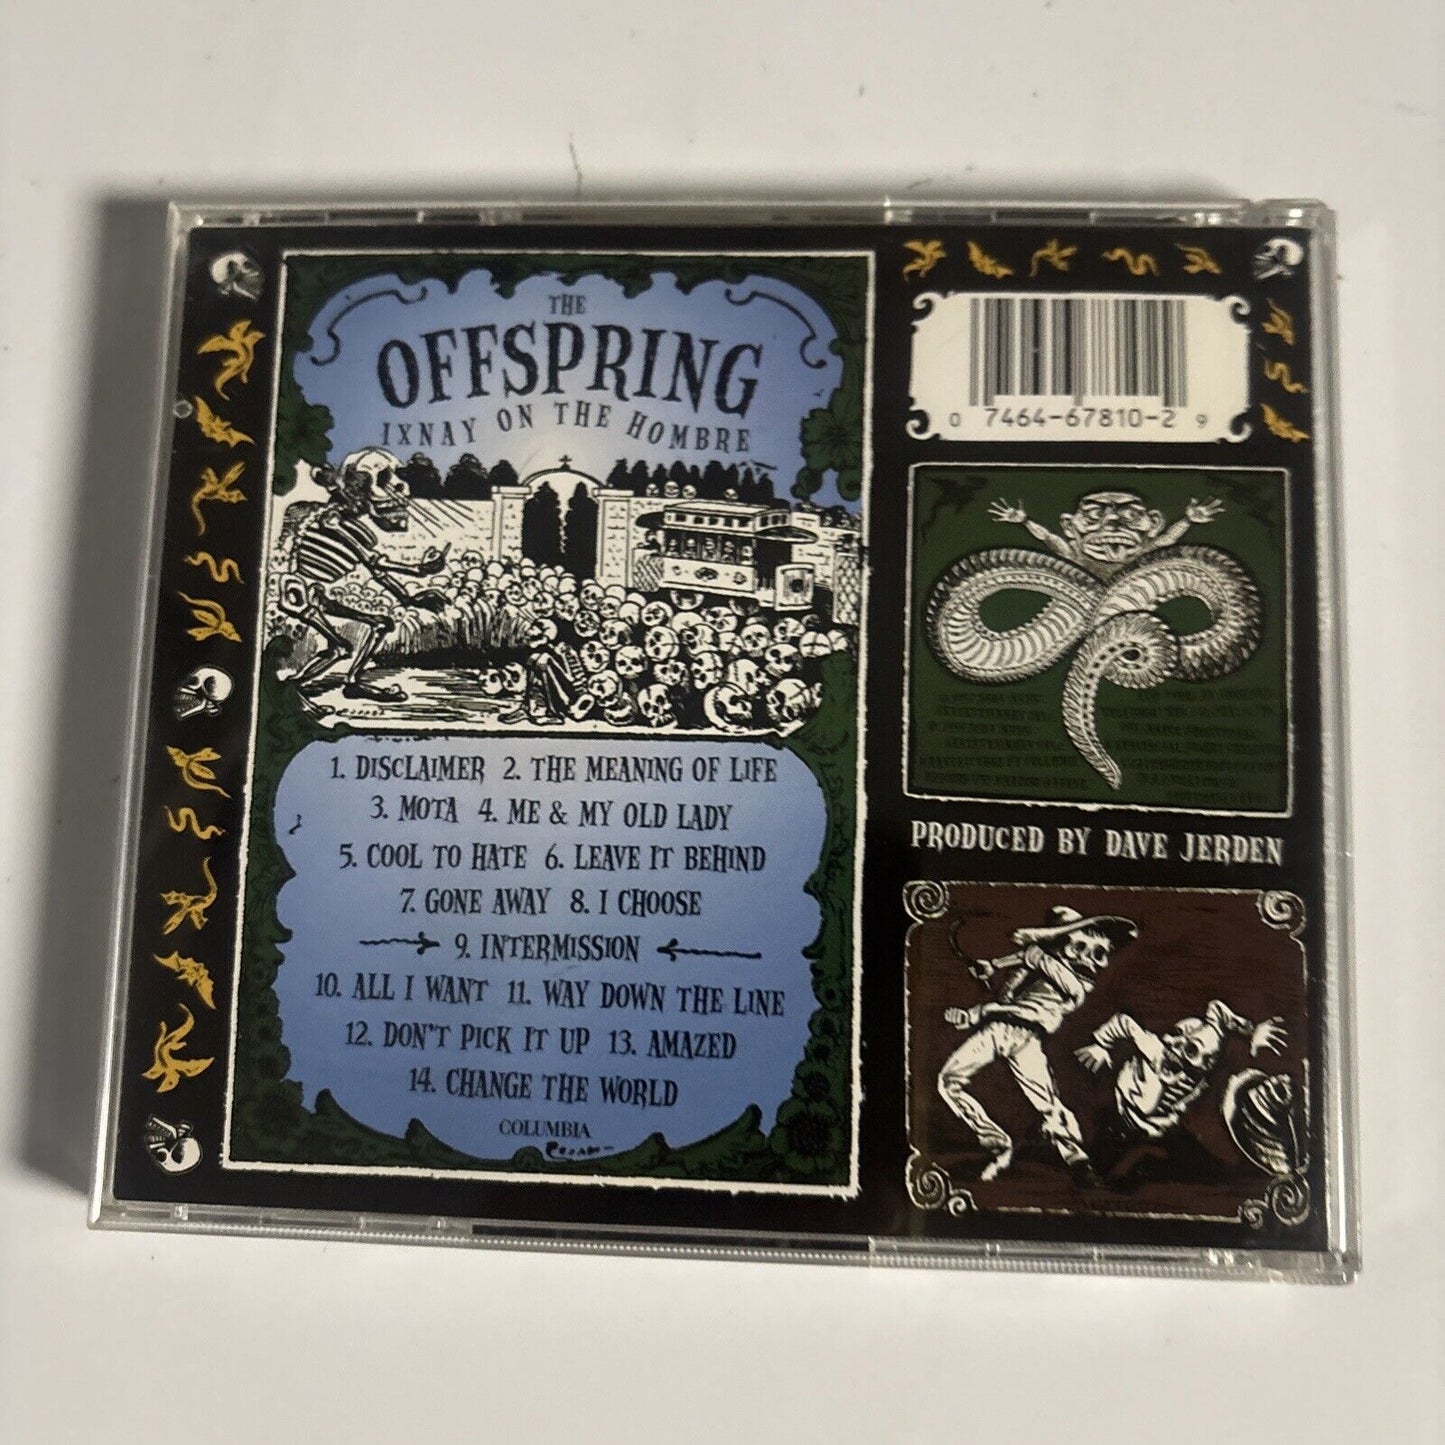 THE
OFFSPRING
IXNAY ON THE HOMBRE
1. DISCLAIMER 2. THE MEANING OF LIFE
3. MOTA 4. ME & MY OLD LADY
5. COOL TO HATE 6. LEAVE IT BEHIND
7. GONE AWAY 8. I CHOOSE
9. INTERMISSION
10. ALL I WANT 11. WAY DOWN THE LINE
12. DON'T PICK IT UP 13. AMAZED
14. CHANGE THE WORLD
COLUMBIA
0 7464-67810-2 9
PRODUCED BY DAVE JERDEN